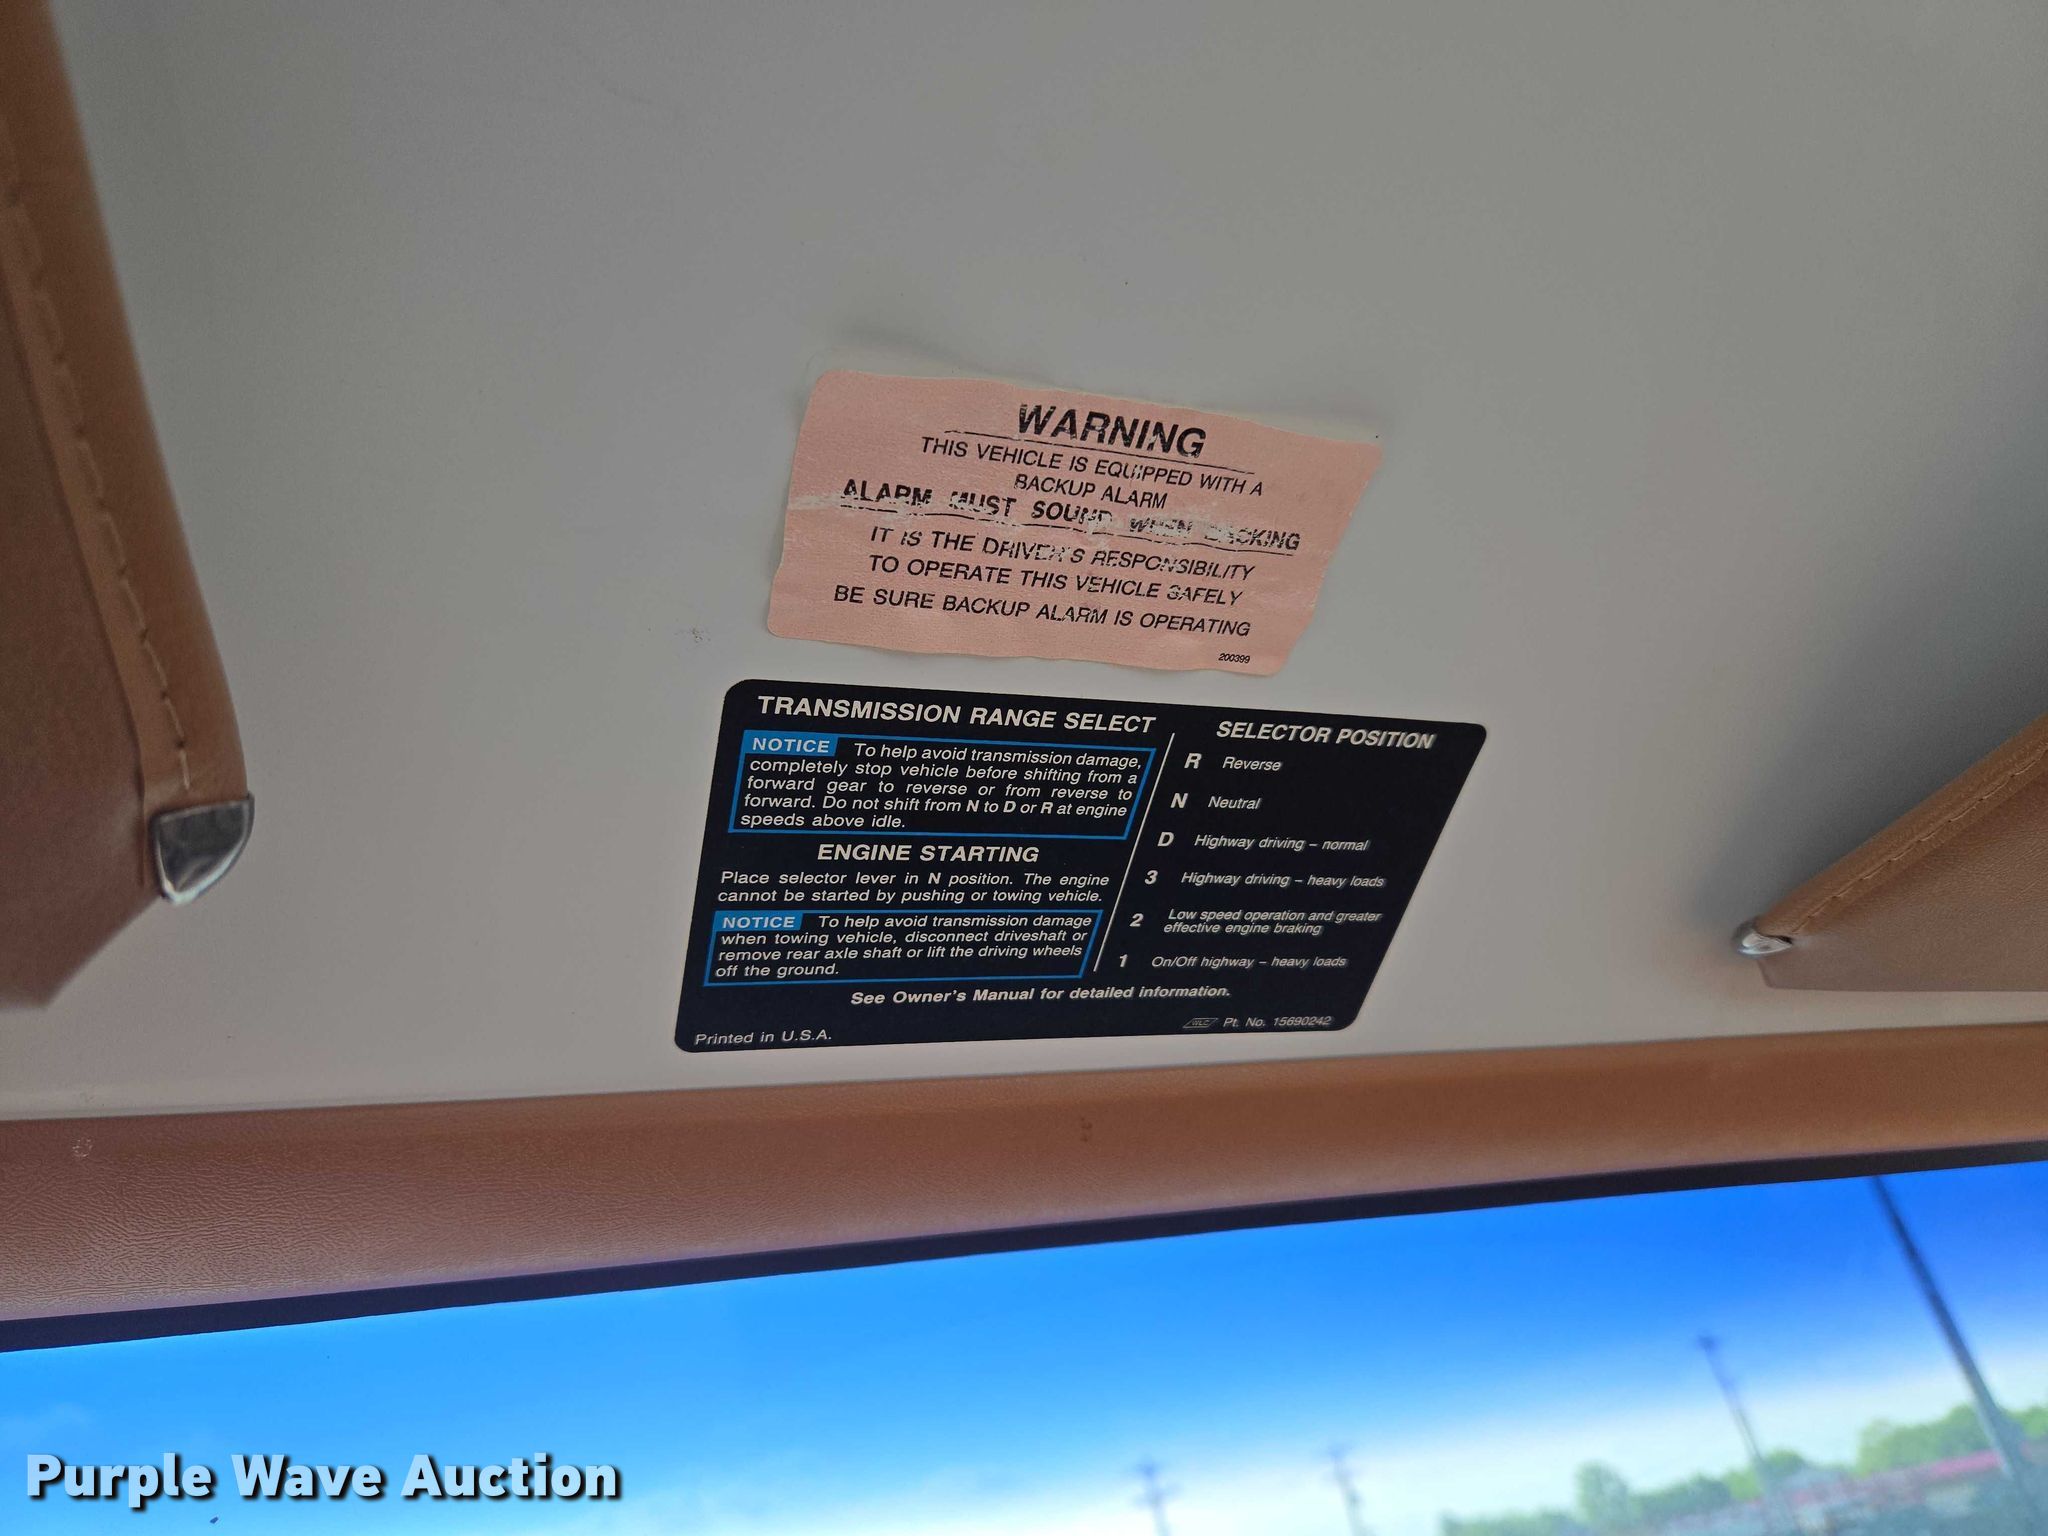 WARNING
THIS VEHICLE IS EQUIPPED WITH A
BACKUP ALARM
ALARM MUST SOUND WHEN BACKING
IT IS THE DRIVER'S RESPONSIBILITY
TO OPERATE THIS VEHICLE SAFELY
BE SURE BACKUP ALARM IS OPERATING
200399
TRANSMISSION RANGE SELECT
NOTICE To help avoid transmission damage,
completely stop vehicle before shifting from a
forward gear to reverse or from reverse to
forward. Do not shift from N to D or R at engine
speeds above idle.
ENGINE STARTING
Place selector lever in N position. The engine
cannot be started by pushing or towing vehicle.
NOTICE To help avoid transmission damage
when towing vehicle, disconnect driveshaft or
remove rear axle shaft or lift the driving wheels
off the ground.
SELECTOR POSITION
R Reverse
N Neutral
D Highway driving – normal
3 Highway driving – heavy loads
2 Low speed operation and greater
effective engine braking
1 On/Off highway – heavy loads
See Owner's Manual for detailed information.
Printed in U.S.A.
WLC Pt. No. 15690242
Purple Wave Auction